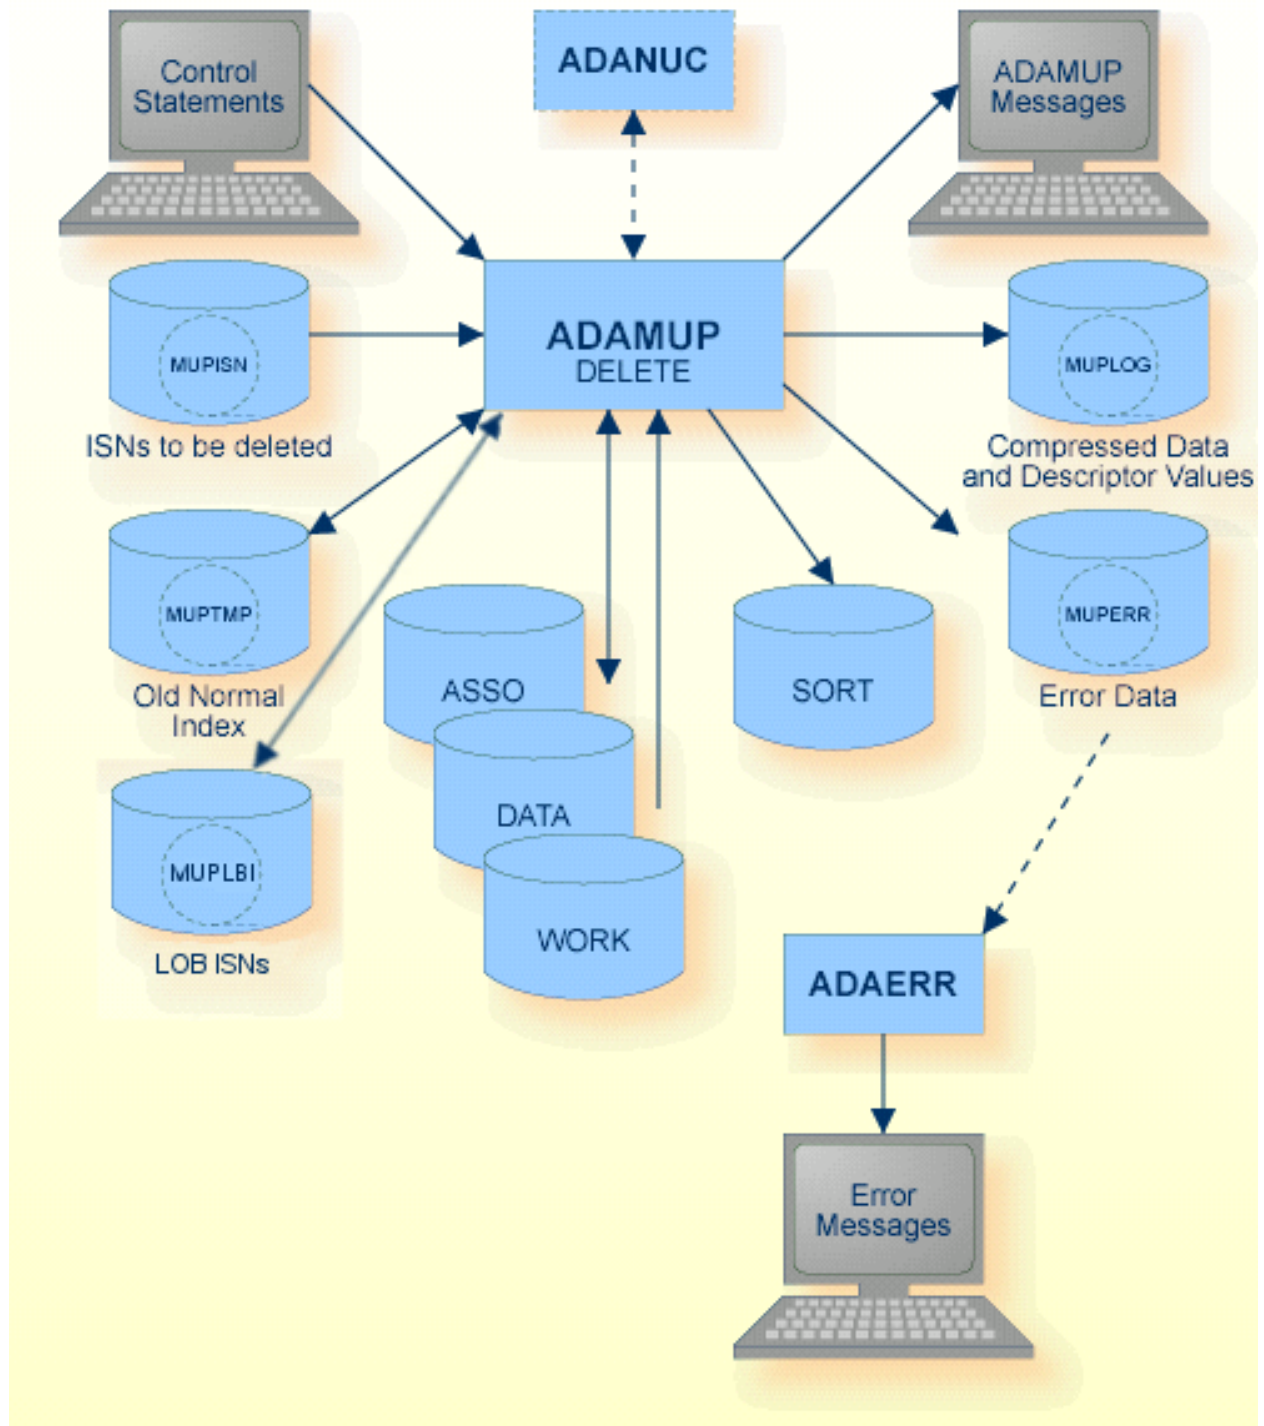 Control
Statements
ADANUC
ADAMUP
Messages
ADAMUP
DELETE
MUPISN
ISNs to be deleted
MUPLOG
Compressed Data
and Descriptor Values
MUPTMP
Old Normal
Index
ASSO
DATA
WORK
SORT
MUPERR
Error Data
MUPLBI
LOB ISNs
ADAERR
Error
Messages